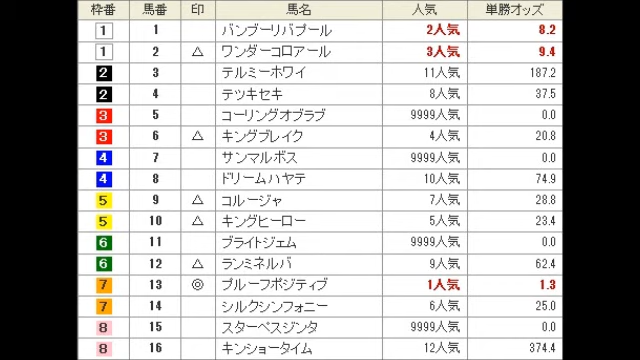 枠番 馬番 印 馬名 人気 単勝オッズ
1 1 バンブーリバプール 2人気 8.2
1 2 △ ワンダーコロアール 3人気 9.4
2 3 テルミーホワイ 11人気 187.2
2 4 テツキセキ 8人気 37.5
3 5 コーリングオブラブ 9999人気 0.0
3 6 △ キングブレイク 4人気 20.8
4 7 サンマルボス 9999人気 0.0
4 8 ドリームハヤテ 10人気 74.9
5 9 △ コルージャ 7人気 28.8
5 10 △ キングヒーロー 5人気 23.4
6 11 ブライトジェム 9999人気 0.0
6 12 △ ランミネルバ 9人気 62.4
7 13 ◎ プルーフポジティブ 1人気 1.3
7 14 シルクシンフォニー 6人気 25.0
8 15 スターペスジンタ 9999人気 0.0
8 16 キンショータイム 12人気 374.4